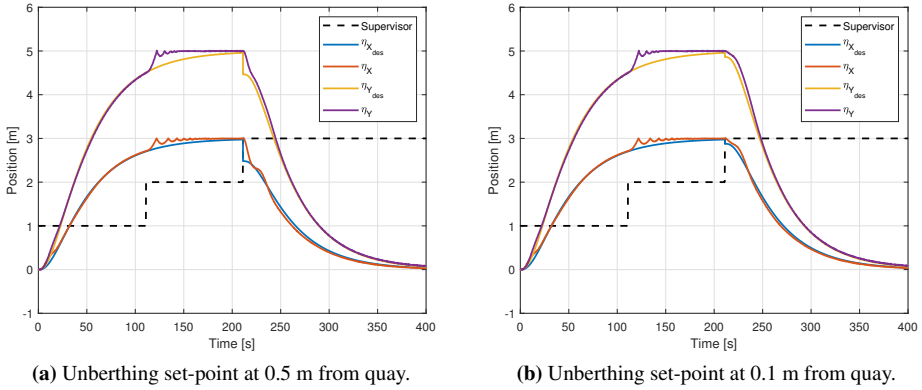 6
5
4
3
2
1
0
-1
Position [m]
0 50 100 150 200 250 300 350 400
Time [s]
Supervisor
ηXdes
ηX
ηYdes
ηY
(a) Unberthing set-point at 0.5 m from quay.
6
5
4
3
2
1
0
-1
Position [m]
0 50 100 150 200 250 300 350 400
Time [s]
Supervisor
ηXdes
ηX
ηYdes
ηY
(b) Unberthing set-point at 0.1 m from quay.